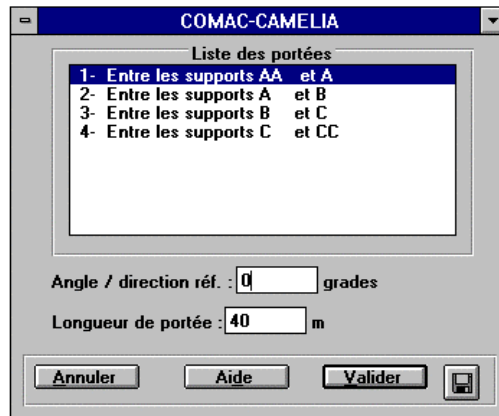 COMAC-CAMELIA
Liste des portées
1- Entre les supports AA et A
2- Entre les supports A et B
3- Entre les supports B et C
4- Entre les supports C et CC
Angle / direction réf. : 0 grades
Longueur de portée : 40 m
Annuler Aide Valider